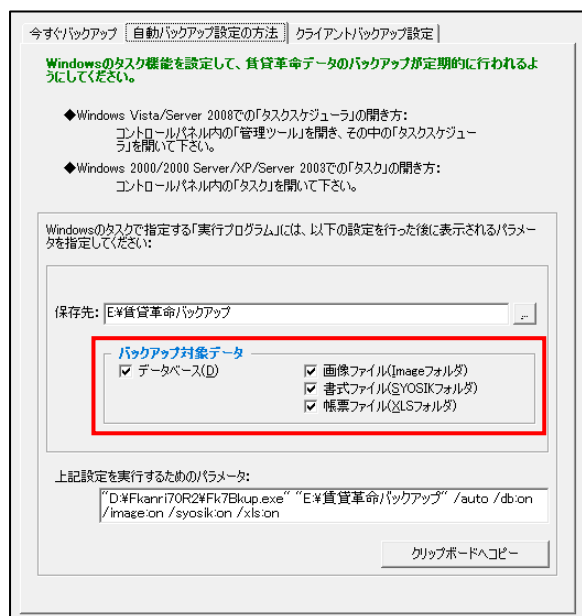 今すぐバックアップ 自動バックアップ設定の方法 クライアントバックアップ設定
Windowsのタスク機能を設定して、賃貸革命データのバックアップが定期的に行われるよ
うにしてください。
◆Windows Vista/Server 2008での「タスクスケジューラ」の開き方:
コントロールパネル内の「管理ツール」を開き、その中の「タスクスケジュー
ラ」を開いて下さい。
◆Windows 2000/2000 Server/XP/Server 2003での「タスク」の開き方:
コントロールパネル内の「タスク」を開いて下さい。
Windowsのタスクで指定する「実行プログラム」には、以下の設定を行った後に表示されるパラメー
タを指定してください:
保存先: E:¥賃貸革命バックアップ ...
バックアップ対象データ
データベース(D) 画像ファイル(Imageフォルダ)
書式ファイル(SYOSIKフォルダ)
帳票ファイル(XLSフォルダ)
上記設定を実行するためのパラメータ:
"D:¥Fkanri70R2¥Fk7Bkup.exe" "E:¥賃貸革命バックアップ" /auto /db:on
/image:on /syosik:on /xls:on
クリップボードへコピー